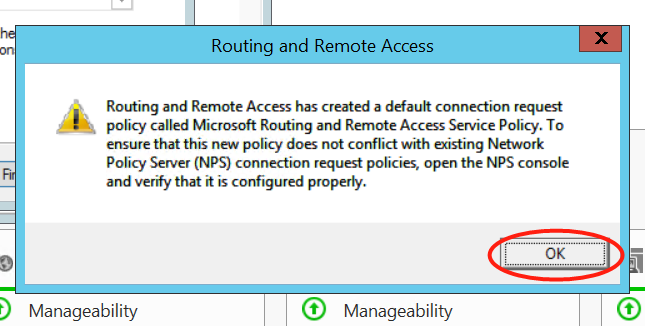 he
ons
Routing and Remote Access
X
Routing and Remote Access has created a default connection request
policy called Microsoft Routing and Remote Access Service Policy. To
ensure that this new policy does not conflict with existing Network
Policy Server (NPS) connection request policies, open the NPS console
and verify that it is configured properly.
Fin
OK
Manageability
Manageability